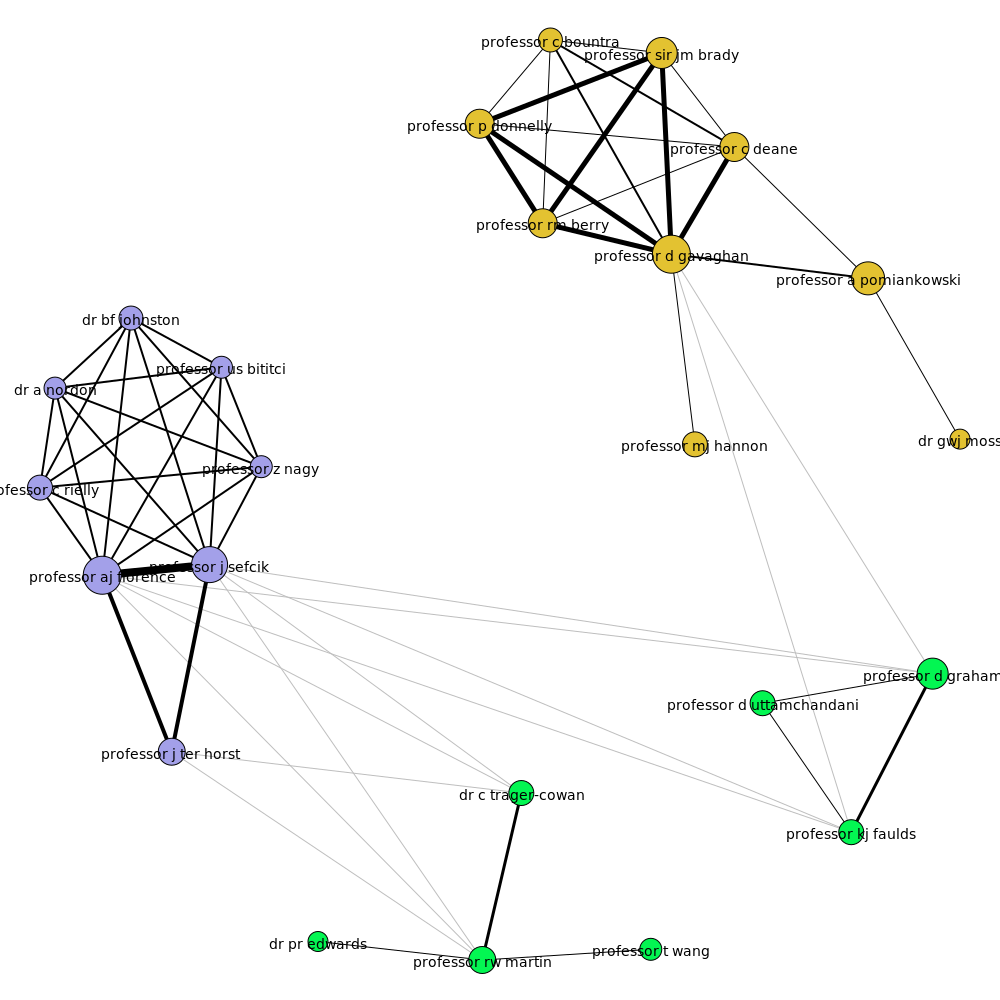 professor c bountra
professor sir jm brady
professor p donnelly
professor c deane
professor rm berry
professor d gavaghan
professor a pomiankowski
dr bf johnston
professor us bititci
dr a nordon
professor mj hannon
dr gwj moss
professor z nagy
ofessor c rielly
professor j sefcik
professor aj florence
professor d graham
professor d uttamchandani
professor j ter horst
dr c trager-cowan
professor kj faulds
dr pr edwards
professor t wang
professor rw martin